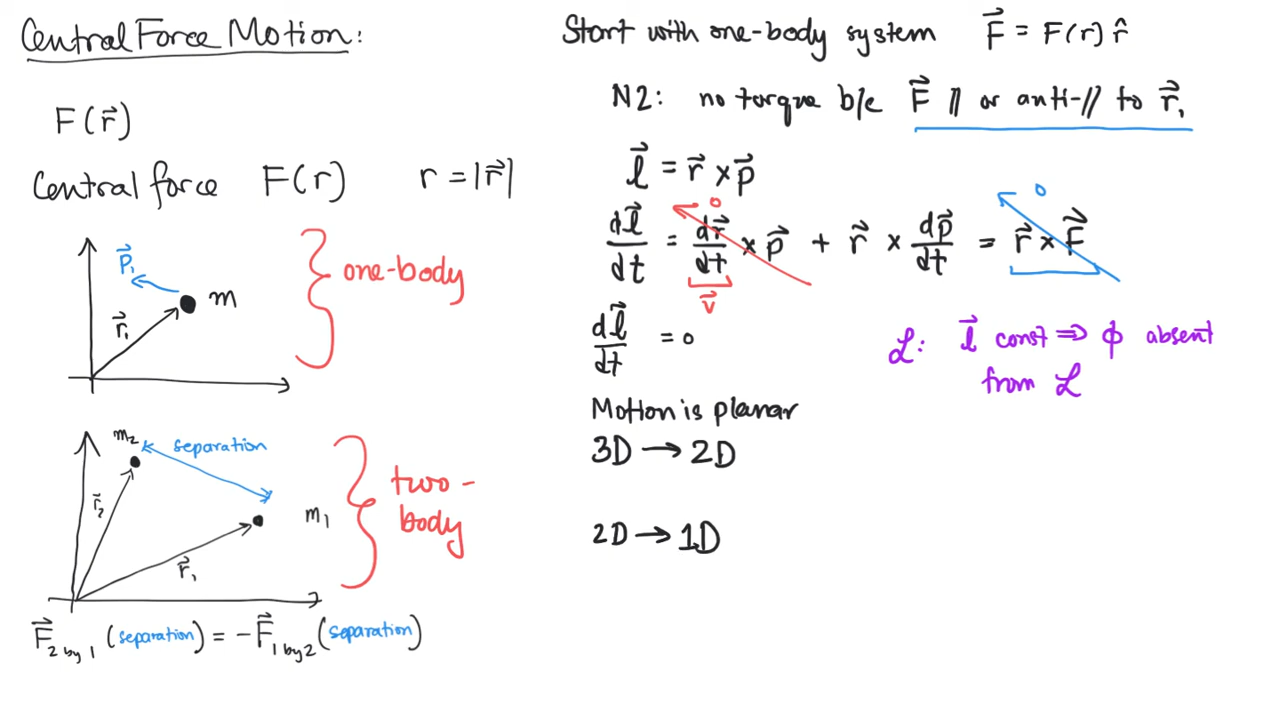 Central Force Motion:
F(r⃗)
Central force F(r) r = |r⃗|
p⃗₁
m
r⃗₁
one-body
m₂
separation
r⃗₂
m₁
r⃗₁
two-
body
F⃗₂ by 1 (separation) = -F⃗₁ by 2 (separation)
Start with one-body system F⃗ = F(r) r̂
N2: no torque b/c F⃗ // or anti-// to r⃗₁
l⃗ = r⃗ × p⃗
dl⃗/dt = dr⃗/dt × p⃗ + r⃗ × dp⃗/dt = r⃗ × F⃗
0
0
v⃗
dl⃗/dt = 0
ℒ: l⃗ const ⇒ ϕ absent
from ℒ
Motion is planar
3D → 2D
2D → 1D